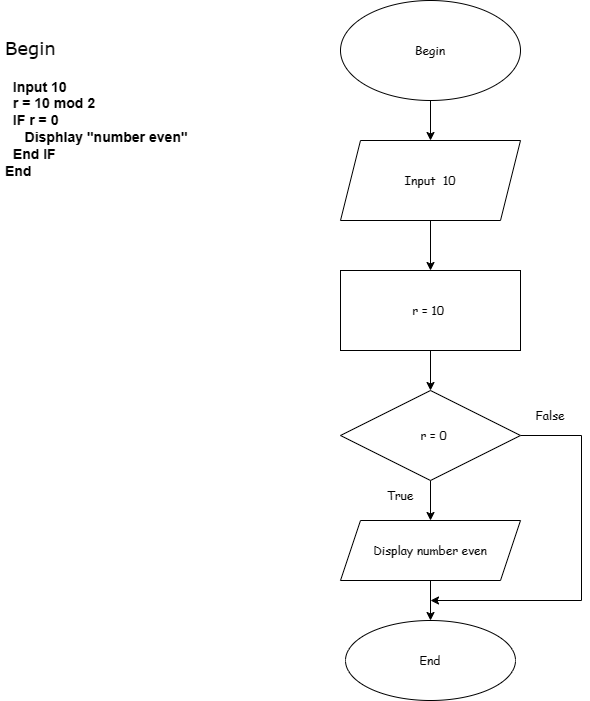 Begin
Input 10
r = 10 mod 2
IF r = 0
Disphlay "number even"
End IF
End
Begin
Input 10
r = 10
r = 0
False
True
Display number even
End